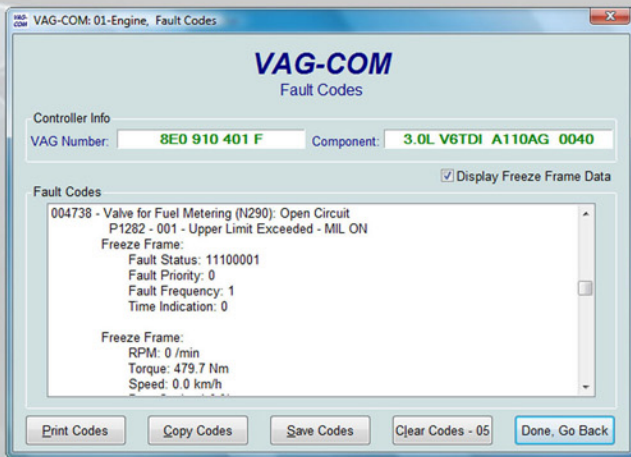 VAG-COM: 01-Engine, Fault Codes
VAG-COM
Fault Codes
Controller Info
VAG Number: 8E0 910 401 F Component: 3.0L V6TDI A110AG 0040
Display Freeze Frame Data
Fault Codes
004738 - Valve for Fuel Metering (N290): Open Circuit
P1282 - 001 - Upper Limit Exceeded - MIL ON
Freeze Frame:
Fault Status: 11100001
Fault Priority: 0
Fault Frequency: 1
Time Indication: 0
Freeze Frame:
RPM: 0 /min
Torque: 479.7 Nm
Speed: 0.0 km/h
Print Codes Copy Codes Save Codes Clear Codes - 05 Done, Go Back